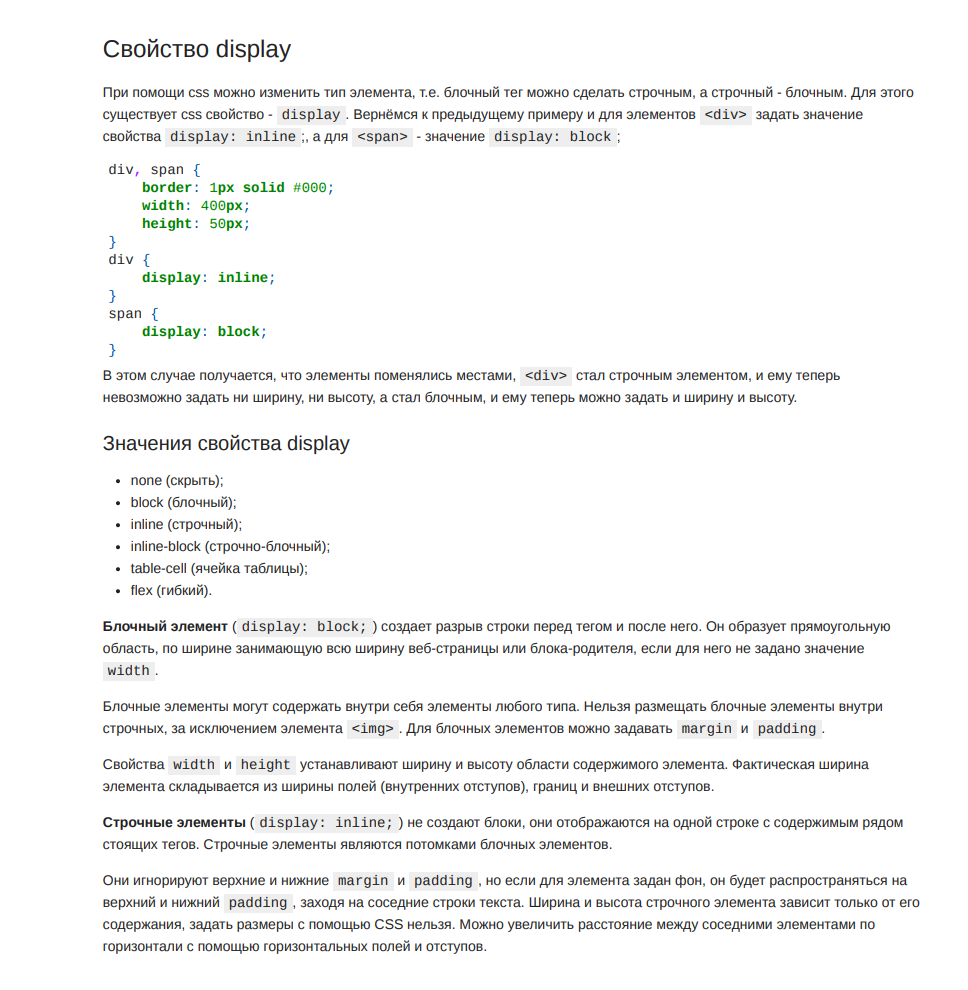 Свойство display
При помощи css можно изменить тип элемента, т.е. блочный тег можно сделать строчным, а строчный - блочным. Для этого
существует css свойство - display . Вернёмся к предыдущему примеру и для элементов <div> задать значение
свойства display: inline ;, а для <span> - значение display: block ;
div, span {
    border: 1px solid #000;
    width: 400px;
    height: 50px;
}
div {
    display: inline;
}
span {
    display: block;
}
В этом случае получается, что элементы поменялись местами, <div> стал строчным элементом, и ему теперь
невозможно задать ни ширину, ни высоту, а стал блочным, и ему теперь можно задать и ширину и высоту.
Значения свойства display
• none (скрыть);
• block (блочный);
• inline (строчный);
• inline-block (строчно-блочный);
• table-cell (ячейка таблицы);
• flex (гибкий).
Блочный элемент ( display: block; ) создает разрыв строки перед тегом и после него. Он образует прямоугольную
область, по ширине занимающую всю ширину веб-страницы или блока-родителя, если для него не задано значение
width .
Блочные элементы могут содержать внутри себя элементы любого типа. Нельзя размещать блочные элементы внутри
строчных, за исключением элемента <img> . Для блочных элементов можно задавать margin и padding .
Свойства width и height устанавливают ширину и высоту области содержимого элемента. Фактическая ширина
элемента складывается из ширины полей (внутренних отступов), границ и внешних отступов.
Строчные элементы ( display: inline; ) не создают блоки, они отображаются на одной строке с содержимым рядом
стоящих тегов. Строчные элементы являются потомками блочных элементов.
Они игнорируют верхние и нижние margin и padding , но если для элемента задан фон, он будет распространяться на
верхний и нижний padding , заходя на соседние строки текста. Ширина и высота строчного элемента зависит только от его
содержания, задать размеры с помощью CSS нельзя. Можно увеличить расстояние между соседними элементами по
горизонтали с помощью горизонтальных полей и отступов.